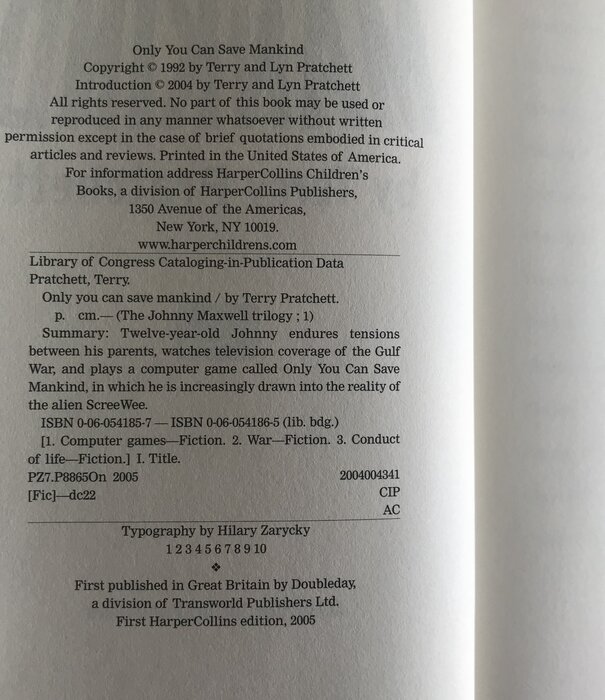 Only You Can Save Mankind
Copyright © 1992 by Terry and Lyn Pratchett
Introduction © 2004 by Terry and Lyn Pratchett
All rights reserved. No part of this book may be used or
reproduced in any manner whatsoever without written
permission except in the case of brief quotations embodied in critical
articles and reviews. Printed in the United States of America.
For information address HarperCollins Children's
Books, a division of HarperCollins Publishers,
1350 Avenue of the Americas,
New York, NY 10019.
www.harperchildrens.com
Library of Congress Cataloging-in-Publication Data
Pratchett, Terry.
Only you can save mankind / by Terry Pratchett.
p. cm.— (The Johnny Maxwell trilogy ; 1)
Summary: Twelve-year-old Johnny endures tensions
between his parents, watches television coverage of the Gulf
War, and plays a computer game called Only You Can Save
Mankind, in which he is increasingly drawn into the reality of
the alien ScreeWee.
ISBN 0-06-054185-7 — ISBN 0-06-054186-5 (lib. bdg.)
[1. Computer games—Fiction. 2. War—Fiction. 3. Conduct
of life—Fiction.] I. Title.
PZ7.P8865On 2005 2004004341
[Fic]—dc22 CIP
AC
Typography by Hilary Zarycky
1 2 3 4 5 6 7 8 9 10
❖
First published in Great Britain by Doubleday,
a division of Transworld Publishers Ltd.
First HarperCollins edition, 2005